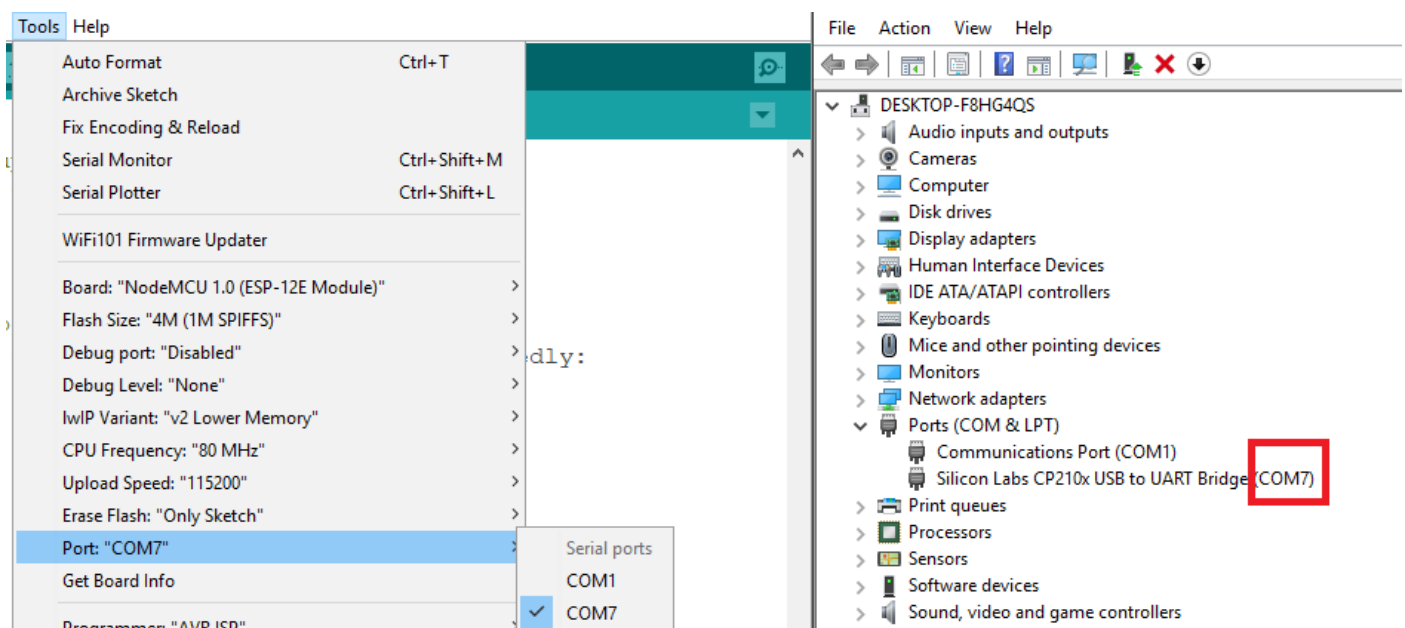 Tools Help
Auto Format Ctrl+T
Archive Sketch
Fix Encoding & Reload
Serial Monitor Ctrl+Shift+M
Serial Plotter Ctrl+Shift+L
WiFi101 Firmware Updater
Board: "NodeMCU 1.0 (ESP-12E Module)"
Flash Size: "4M (1M SPIFFS)"
Debug port: "Disabled"
Debug Level: "None"
lwIP Variant: "v2 Lower Memory"
CPU Frequency: "80 MHz"
Upload Speed: "115200"
Erase Flash: "Only Sketch"
Port: "COM7"
Get Board Info
Programmer: "AVR ISP"
dly:
Serial ports
COM1
COM7
File Action View Help
DESKTOP-F8HG4QS
Audio inputs and outputs
Cameras
Computer
Disk drives
Display adapters
Human Interface Devices
IDE ATA/ATAPI controllers
Keyboards
Mice and other pointing devices
Monitors
Network adapters
Ports (COM & LPT)
Communications Port (COM1)
Silicon Labs CP210x USB to UART Bridge (COM7)
Print queues
Processors
Sensors
Software devices
Sound, video and game controllers